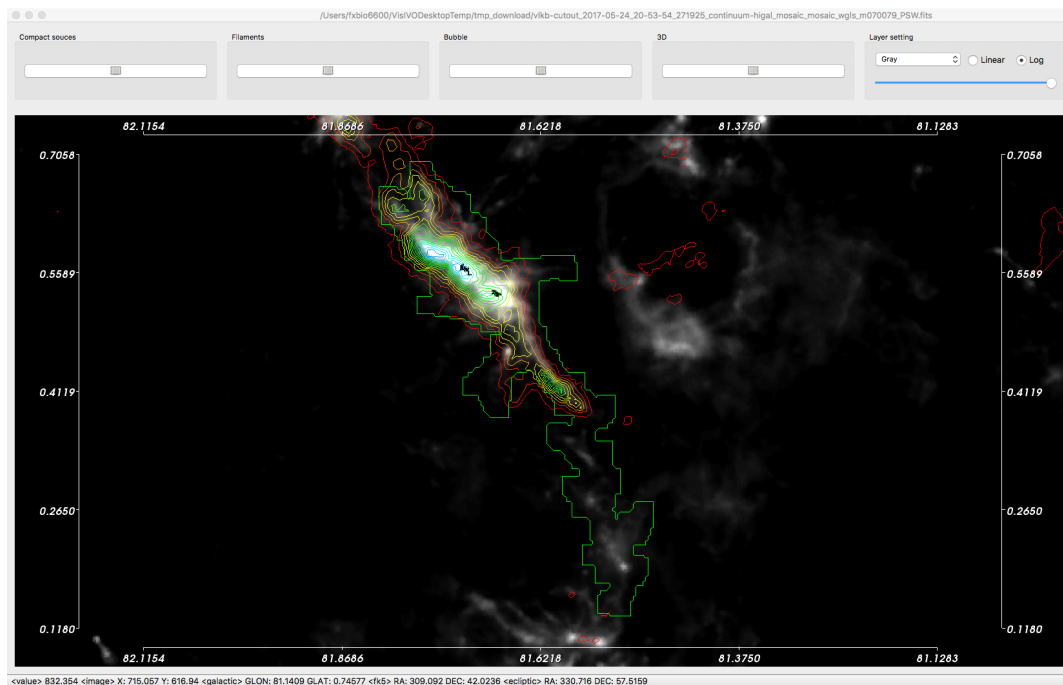 /Users/fxbio6600/VisIVODesktopTemp/tmp_download/vlkb-cutout_2017-05-24_20-53-54_271925_continuum-higal_mosaic_mosaic_wgls_m070079_PSW.fits
Compact souces Filaments Bubble 3D Layer setting
Gray Linear Log
82.1154 81.8686 81.6218 81.3750 81.1283
0.7058 0.7058
0.5589 0.5589
0.4119 0.4119
0.2650 0.2650
0.1180 0.1180
82.1154 81.8686 81.6218 81.3750 81.1283
<value> 832.354 <image> X: 715.057 Y: 616.94 <galactic> GLON: 81.1409 GLAT: 0.74577 <fk5> RA: 309.092 DEC: 42.0236 <ecliptic> RA: 330.716 DEC: 57.5159